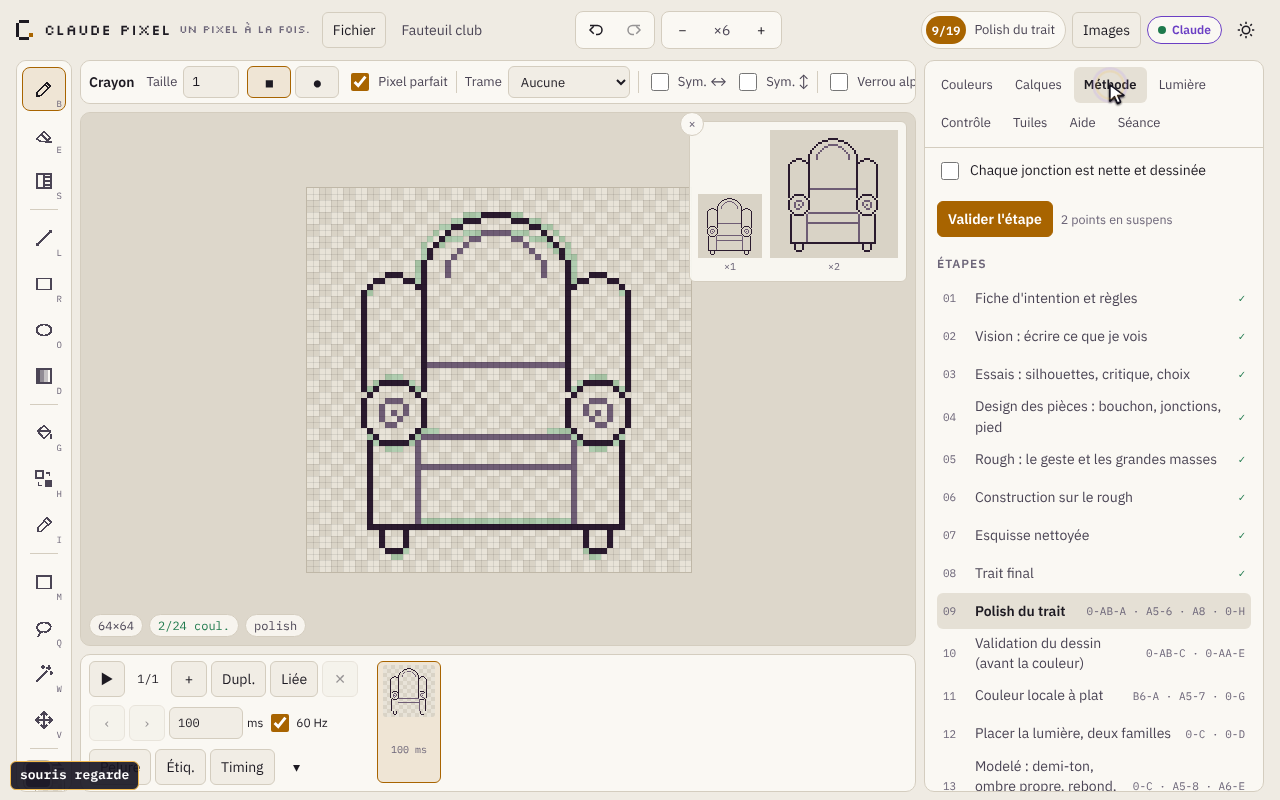 CLAUDE PIXEL UN PIXEL À LA FOIS. Fichier Fauteuil club − ×6 + 9/19 Polish du trait Images Claude
Crayon Taille 1 Pixel parfait Trame Aucune Sym. ↔ Sym. ↕ Verrou alp
Couleurs Calques Méthode Lumière
Contrôle Tuiles Aide Séance
B
E
S
L
R
O
D
G
H
I
M
Q
W
V
×
×1 ×2
64×64 2/24 coul. polish
Chaque jonction est nette et dessinée
Valider l'étape 2 points en suspens
ÉTAPES
01 Fiche d'intention et règles ✓
02 Vision : écrire ce que je vois ✓
03 Essais : silhouettes, critique, choix ✓
04 Design des pièces : bouchon, jonctions, pied ✓
05 Rough : le geste et les grandes masses ✓
06 Construction sur le rough ✓
07 Esquisse nettoyée ✓
08 Trait final ✓
09 Polish du trait 0-AB-A · A5-6 · A8 · 0-H
10 Validation du dessin (avant la couleur) 0-AB-C · 0-AA-E
11 Couleur locale à plat B6-A · A5-7 · 0-G
12 Placer la lumière, deux familles 0-C · 0-D
13 Modelé : demi-ton, ombre propre, rebond, 0-C · A5-8 · A6-E
1/1 + Dupl. Liée ×
‹ › 100 ms 60 Hz
100 ms
Étiq. Timing ▼
souris regarde